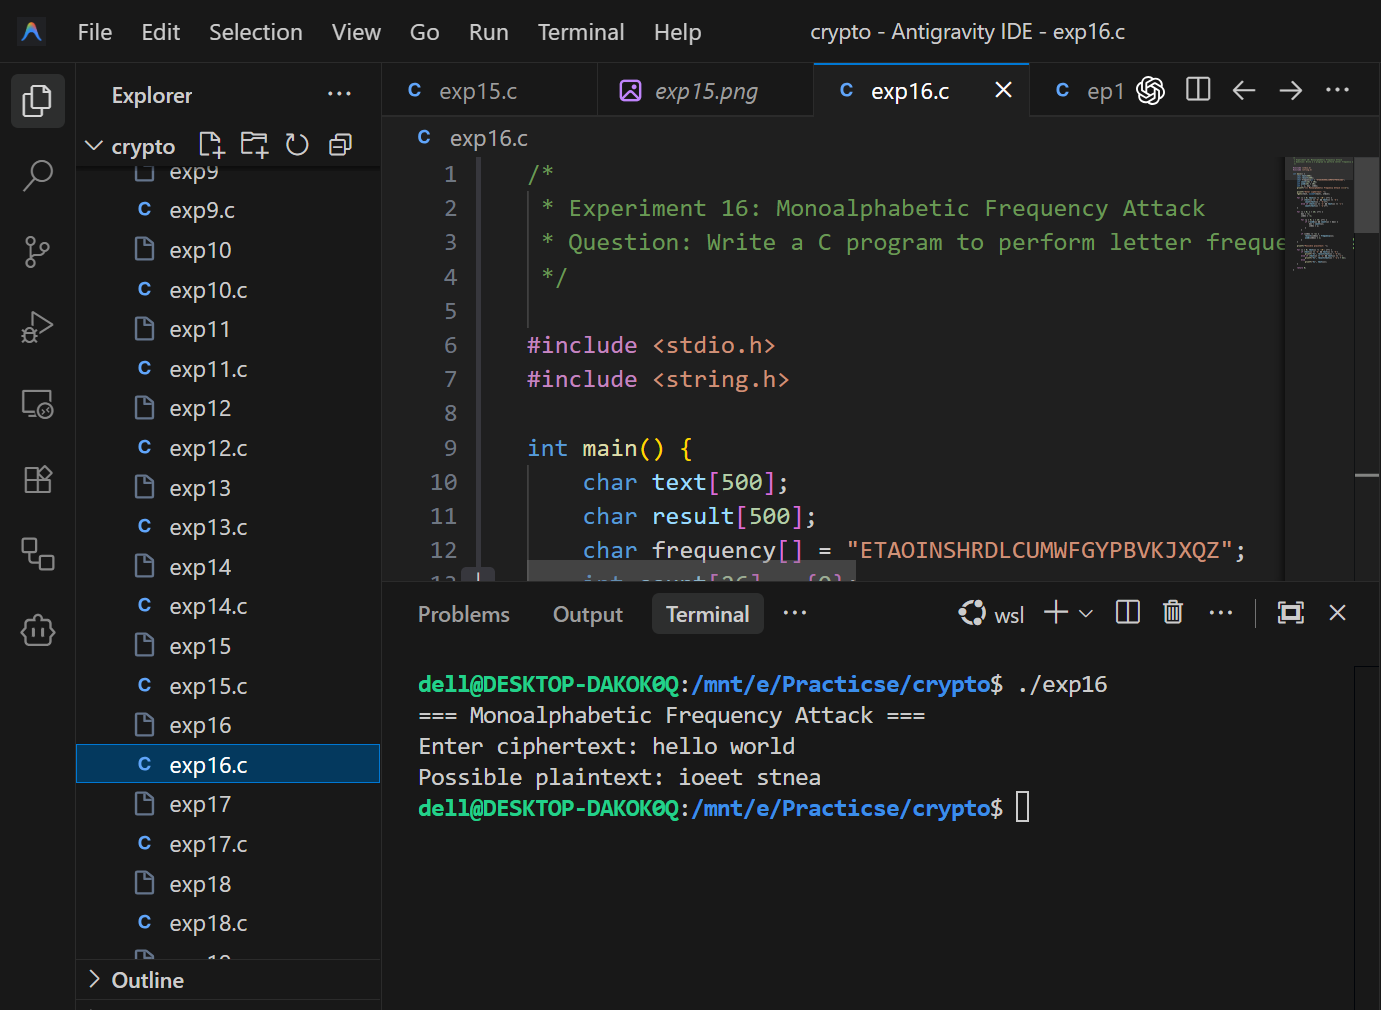 File Edit Selection View Go Run Terminal Help crypto - Antigravity IDE - exp16.c
Explorer
crypto
exp9
C exp9.c
exp10
C exp10.c
exp11
C exp11.c
exp12
C exp12.c
exp13
C exp13.c
exp14
C exp14.c
exp15
C exp15.c
exp16
C exp16.c
exp17
C exp17.c
exp18
C exp18.c
Outline
C exp15.c exp15.png C exp16.c C ep1
C exp16.c
1 /*
2 * Experiment 16: Monoalphabetic Frequency Attack
3 * Question: Write a C program to perform letter freque
4 */
5
6 #include <stdio.h>
7 #include <string.h>
8
9 int main() {
10 char text[500];
11 char result[500];
12 char frequency[] = "ETAOINSHRDLCUMWFGYPBVKJXQZ";
Problems Output Terminal wsl
dell@DESKTOP-DAKOK0Q:/mnt/e/Practicse/crypto$ ./exp16
=== Monoalphabetic Frequency Attack ===
Enter ciphertext: hello world
Possible plaintext: ioeet stnea
dell@DESKTOP-DAKOK0Q:/mnt/e/Practicse/crypto$